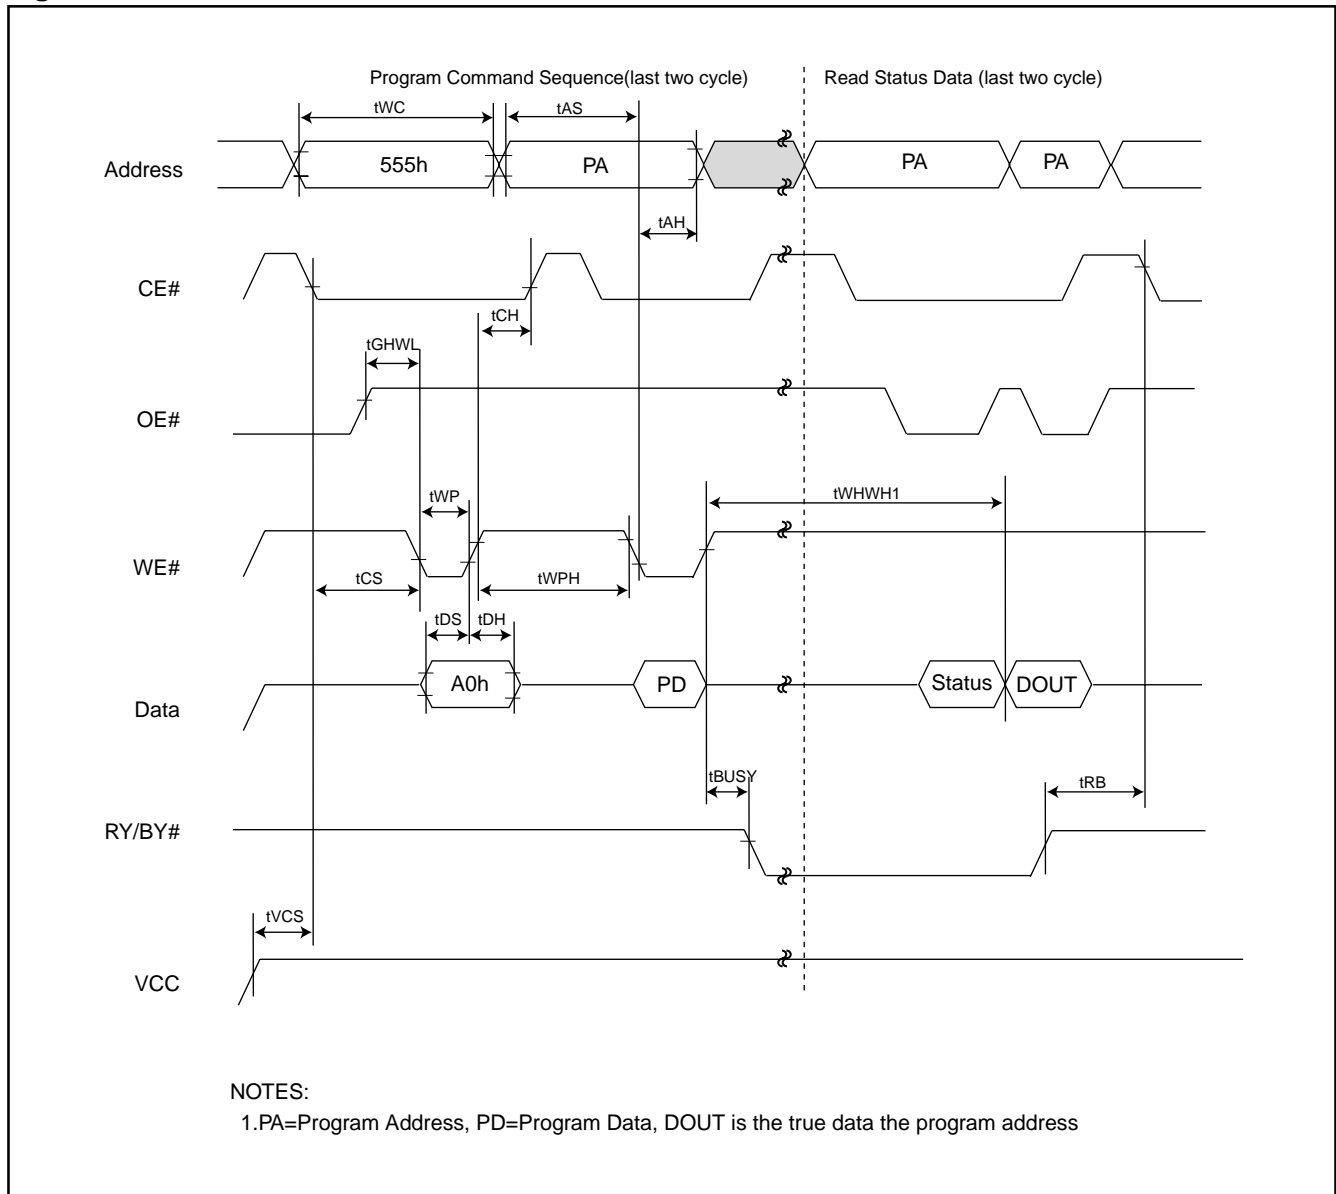 Program Command Sequence(last two cycle) Read Status Data (last two cycle)
tWC tAS
Address 555h PA PA PA
tAH
CE#
tCH
tGHWL
OE#
tWP tWHWH1
WE#
tCS tWPH
tDS tDH
Data A0h PD Status DOUT
tBUSY tRB
RY/BY#
tVCS
VCC
NOTES:
1.PA=Program Address, PD=Program Data, DOUT is the true data the program address